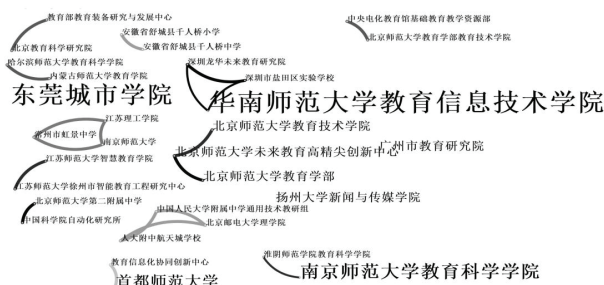 教育部教育装备研究与发展中心
中央电化教育馆基础教育教学资源部
安徽省舒城县千人桥小学
北京教育科学研究院
安徽省舒城县千人桥中学
北京师范大学教育学部教育技术学院
哈尔滨师范大学教育科学学院
深圳龙华未来教育研究院
内蒙古师范大学教育学院
深圳市盐田区实验学校
东莞城市学院
华南师范大学教育信息技术学院
江苏理工学院
北京师范大学教育技术学院
常州市虹景中学
南京师范大学
广州市教育研究院
北京师范大学未来教育高精尖创新中心
江苏师范大学智慧教育学院
北京师范大学教育学部
江苏师范大学徐州市智能教育工程研究中心
扬州大学新闻与传媒学院
北京师范大学第二附属中学
中国人民大学附属中学通用技术教研组
中国科学院自动化研究所
北京邮电大学理学院
人大附中航天城学校
淮阴师范学院教育科学学院
教育信息化协同创新中心
南京师范大学教育科学学院
首都师范大学